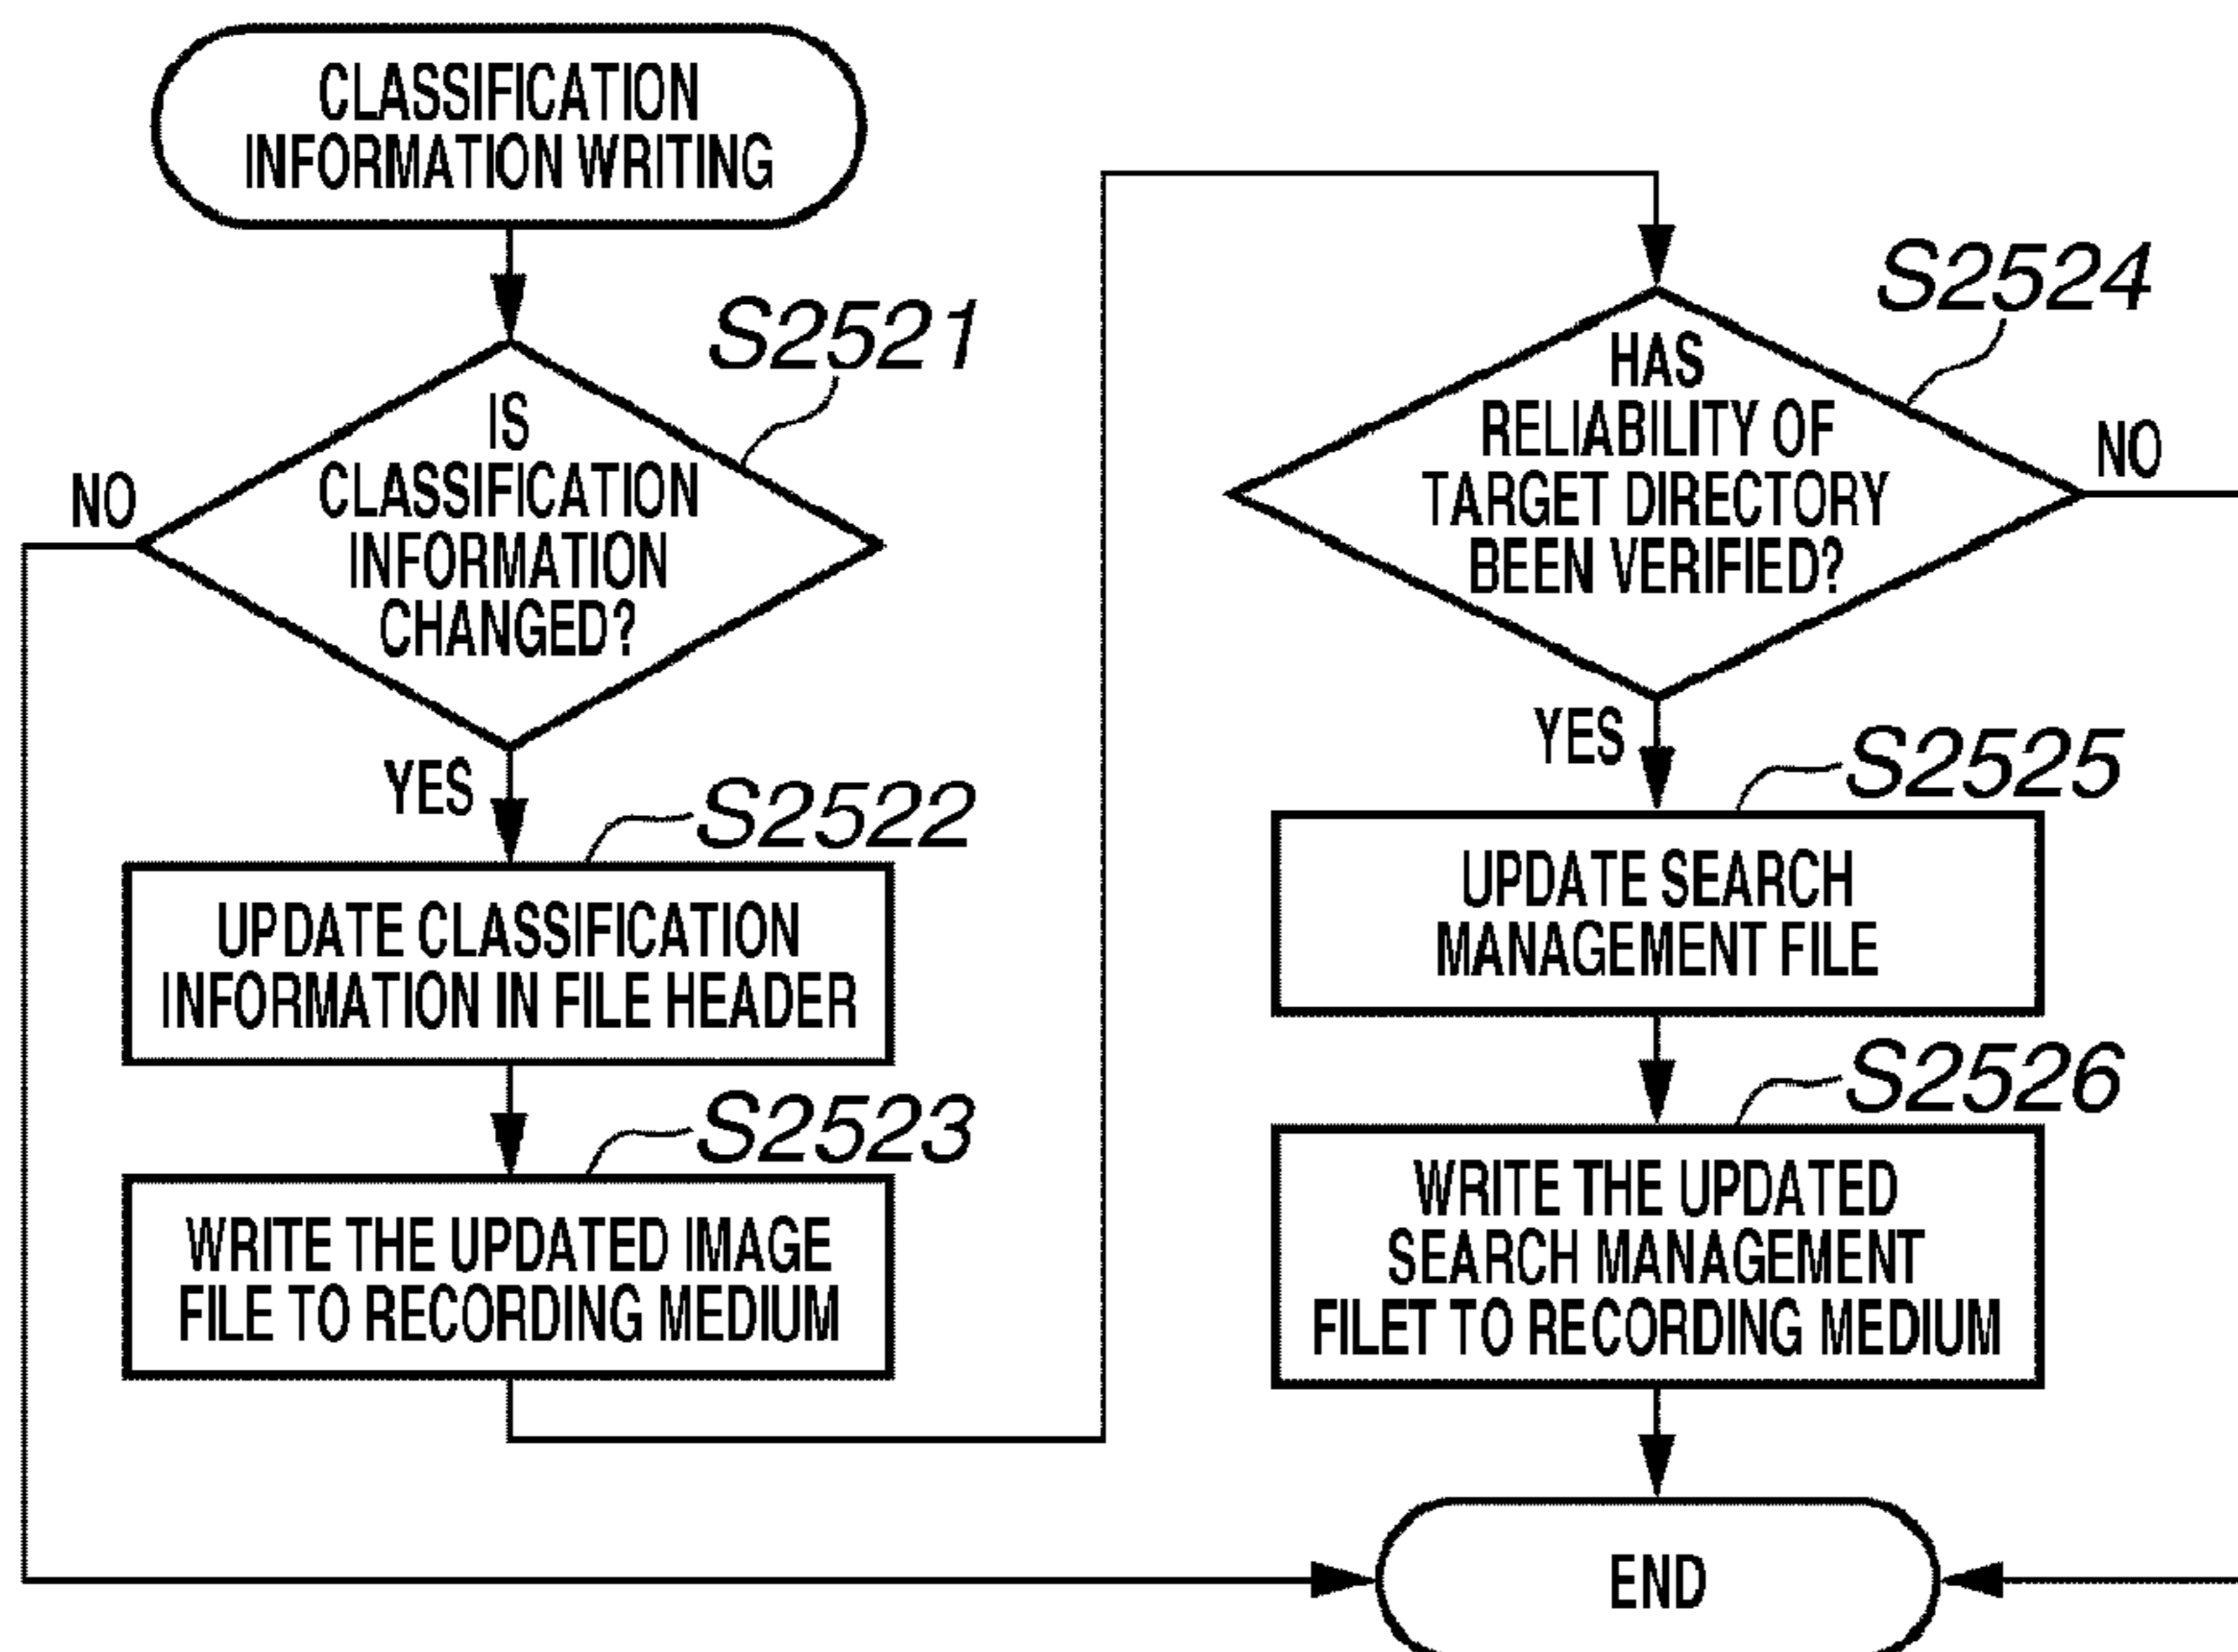 CLASSIFICATION
INFORMATION WRITING
S2521
IS
CLASSIFICATION
INFORMATION
CHANGED?
NO
YES
S2522
UPDATE CLASSIFICATION
INFORMATION IN FILE HEADER
S2523
WRITE THE UPDATED IMAGE
FILE TO RECORDING MEDIUM
S2524
HAS
RELIABILITY OF
TARGET DIRECTORY
BEEN VERIFIED?
NO
YES
S2525
UPDATE SEARCH
MANAGEMENT FILE
S2526
WRITE THE UPDATED
SEARCH MANAGEMENT
FILET TO RECORDING MEDIUM
END